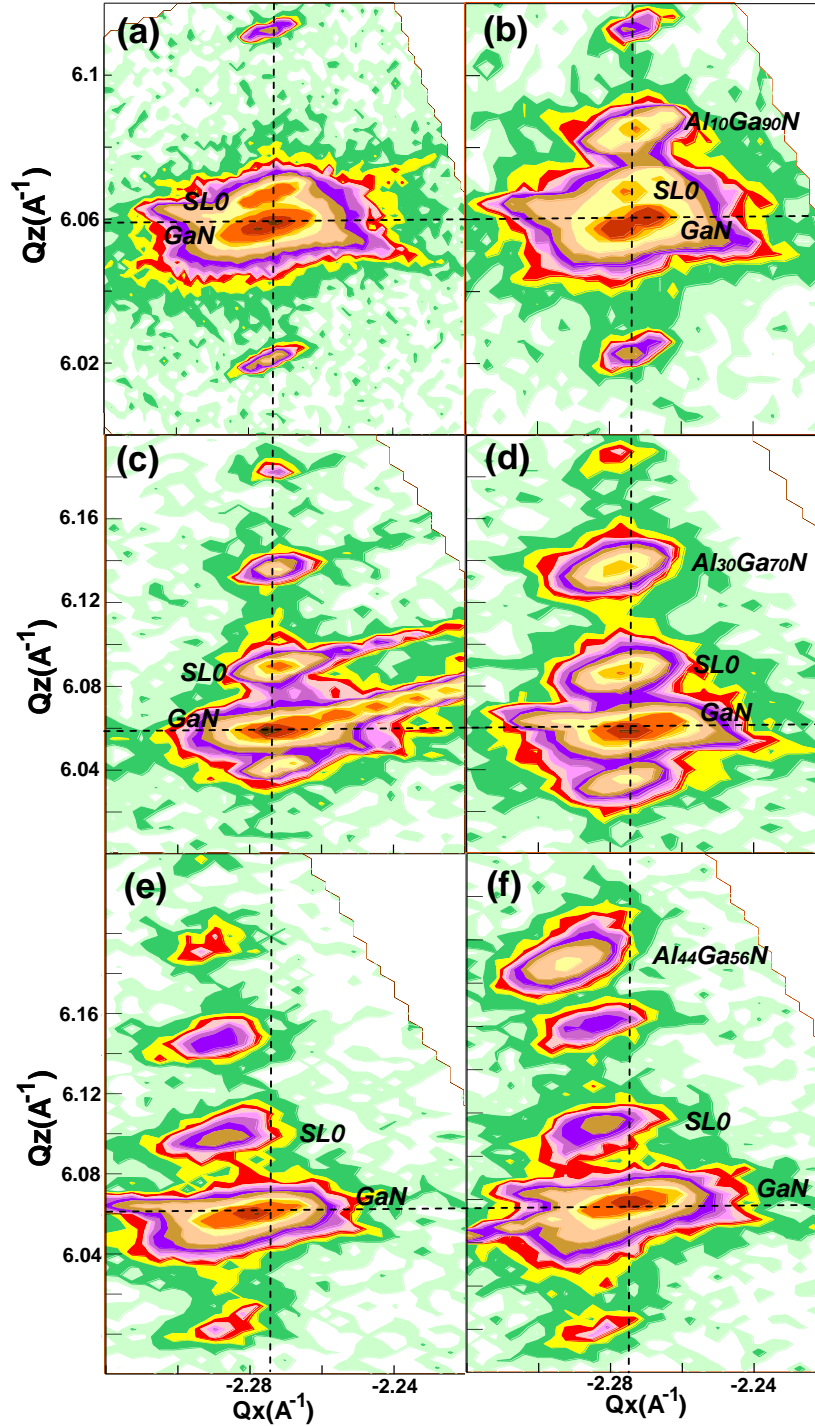 (a)
(b)
6.1
Al10Ga90N
SL0
SL0
6.06
GaN
GaN
Qz(A-1)
6.02
(c)
(d)
6.16
Al30Ga70N
6.12
SL0
SL0
6.08
GaN
GaN
Qz(A-1)
6.04
(e)
(f)
Al44Ga56N
6.16
6.12
SL0
SL0
Qz(A-1)
6.08
GaN
GaN
6.04
-2.28
-2.24
-2.28
-2.24
Qx(A-1)
Qx(A-1)